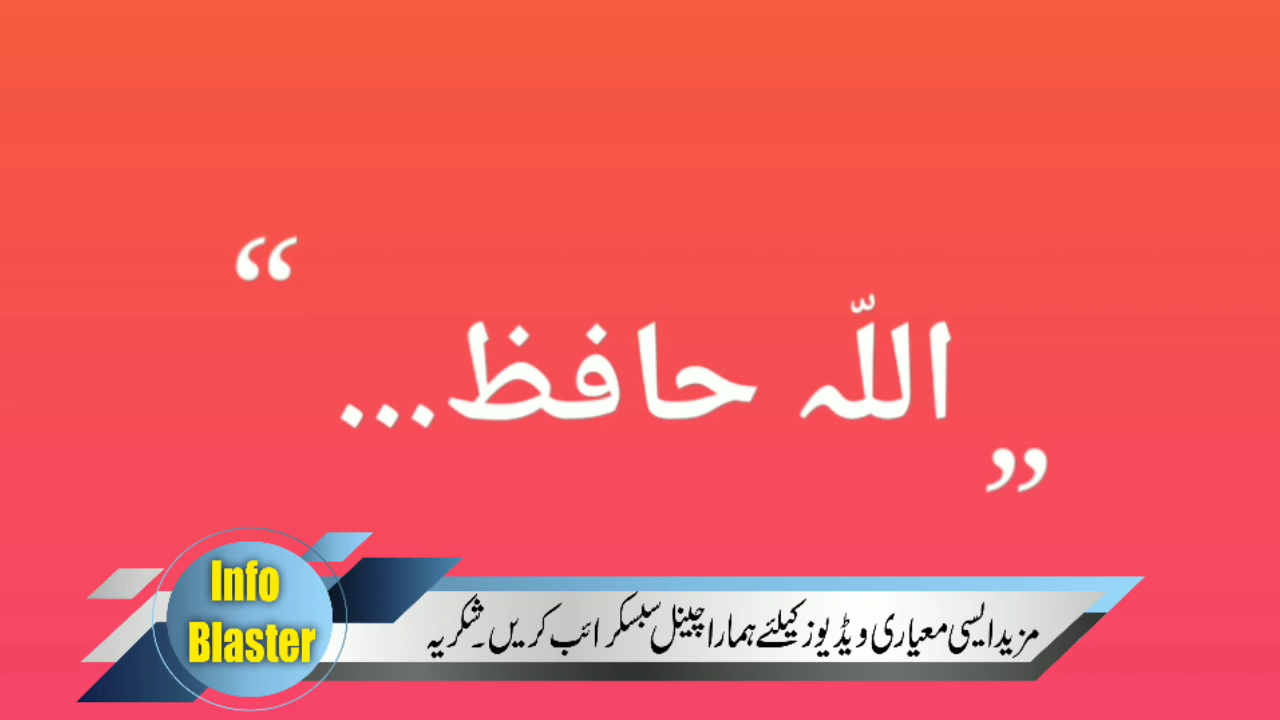 “
اللّہ حافظ...
”
Info
Blaster
مزید ایسی معیاری ویڈیوز کیلئے ہمارا چینل سبسکرائب کریں۔ شکریہ